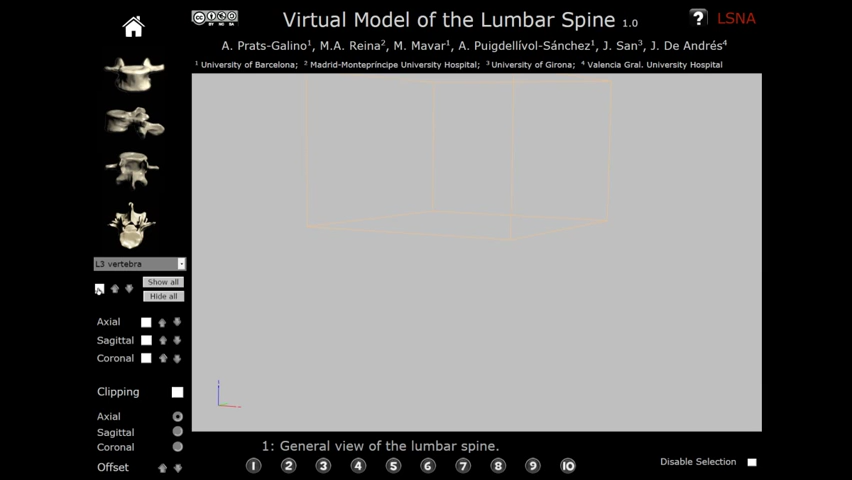 Virtual Model of the Lumbar Spine 1.0
? LSNA
A. Prats-Galino¹, M.A. Reina², M. Mavar³, A. Puigdellívol-Sánchez¹, J. San³, J. De Andrés⁴
¹ University of Barcelona; ² Madrid-Montepríncipe University Hospital; ³ University of Girona; ⁴ Valencia Gral. University Hospital
L3 vertebra
Show all
Hide all
Axial
Sagittal
Coronal
Clipping
Axial
Sagittal
Coronal
Offset
1: General view of the lumbar spine.
1 2 3 4 5 6 7 8 9 10
Disable Selection